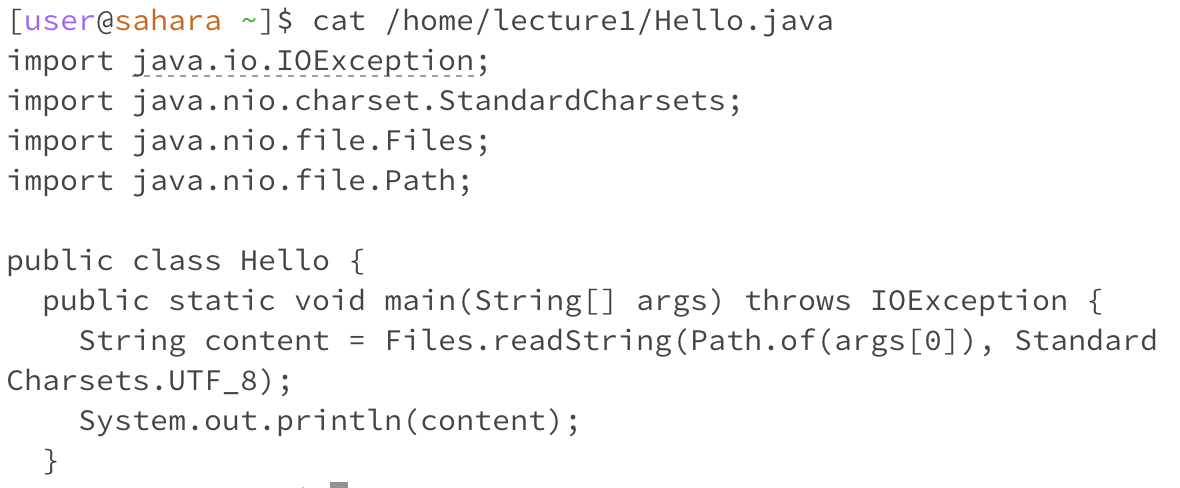 [user@sahara ~]$ cat /home/lecture1/Hello.java
import java.io.IOException;
import java.nio.charset.StandardCharsets;
import java.nio.file.Files;
import java.nio.file.Path;

public class Hello {
  public static void main(String[] args) throws IOException {
    String content = Files.readString(Path.of(args[0]), Standard
Charsets.UTF_8);
    System.out.println(content);
  }